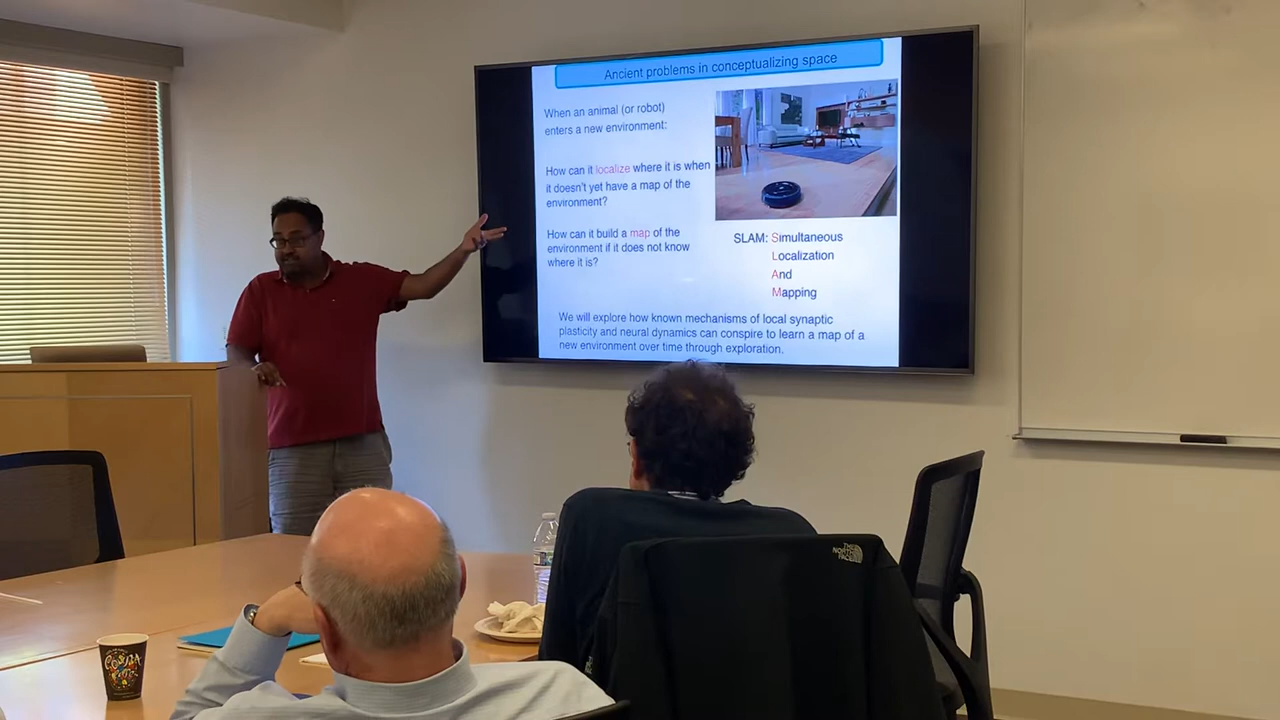 Ancient problems in conceptualizing space
When an animal (or robot)
enters a new environment:
How can it localize where it is when
it doesn't yet have a map of the
environment?
How can it build a map of the
environment if it does not know
where it is?
SLAM: Simultaneous
Localization
And
Mapping
We will explore how known mechanisms of local synaptic
plasticity and neural dynamics can conspire to learn a map of a
new environment over time through exploration.
THE
NORTH
FACE